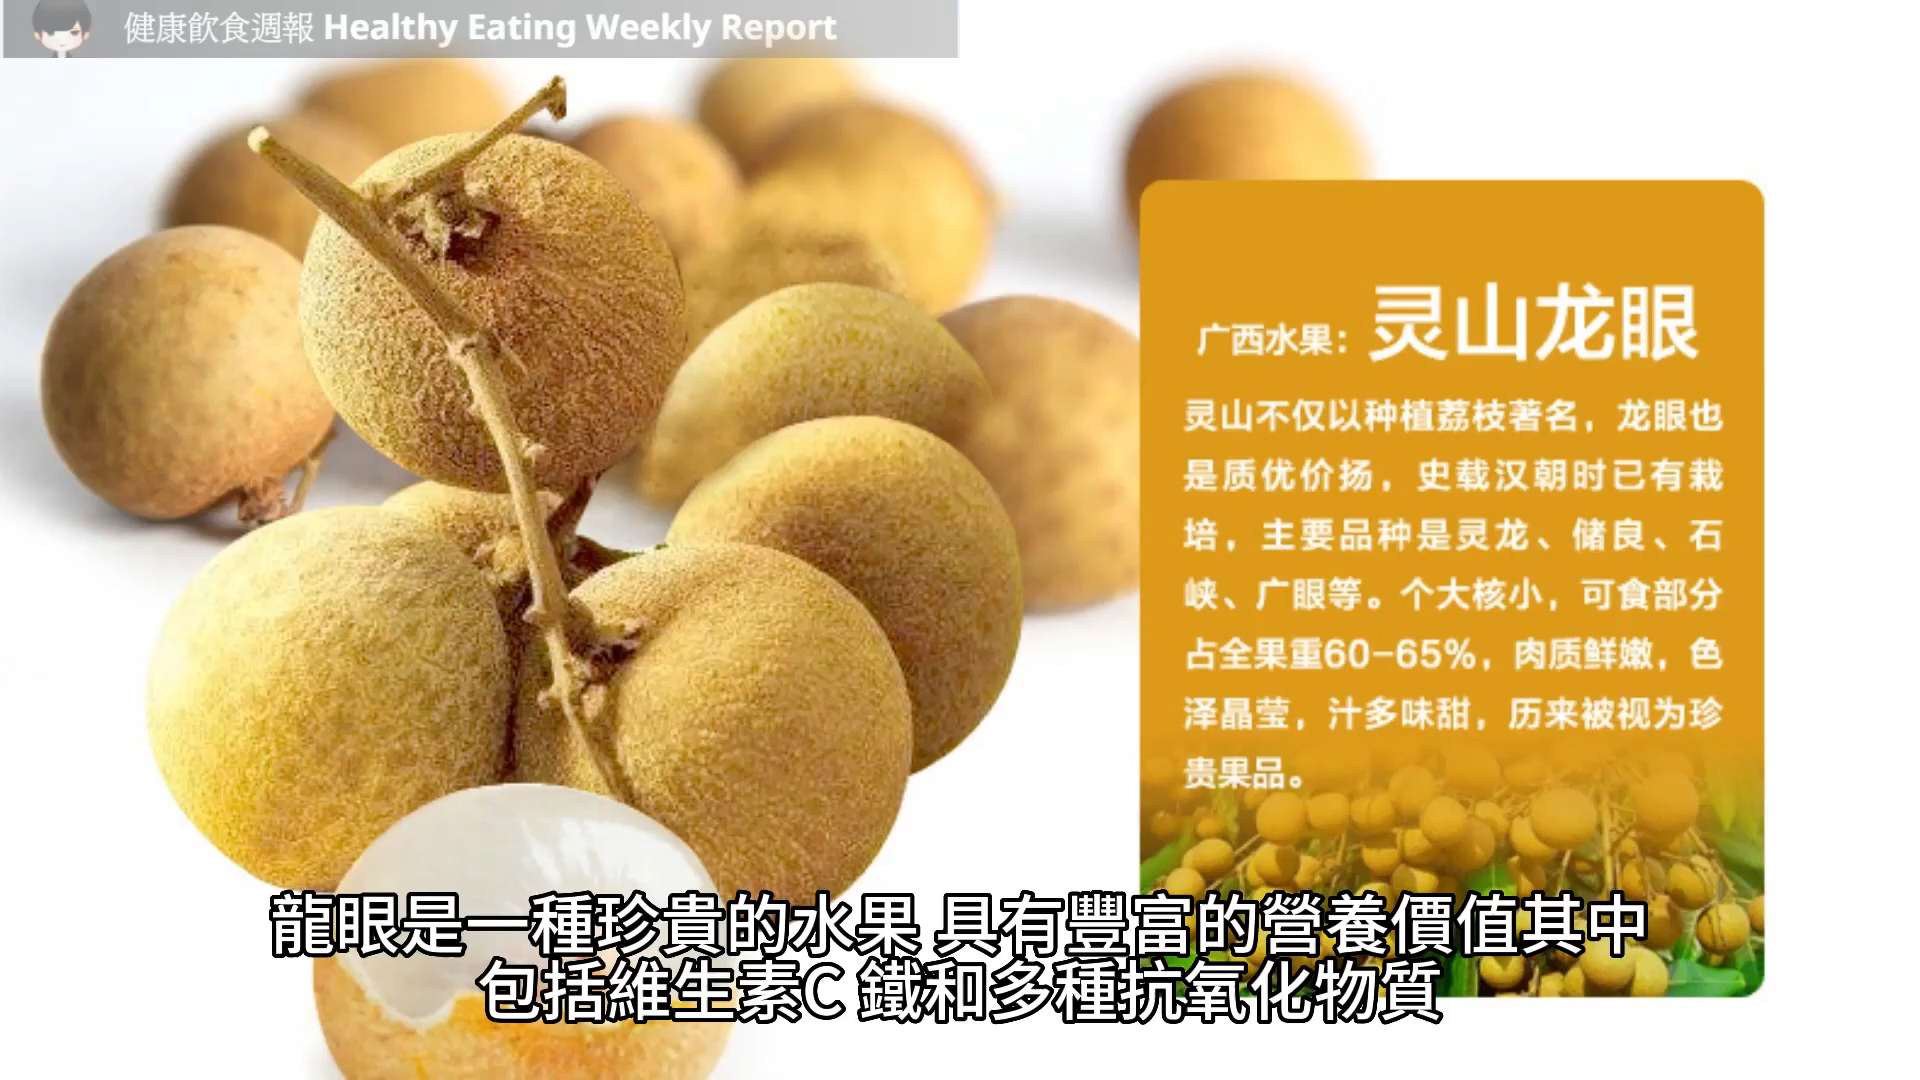 健康飲食週報 Healthy Eating Weekly Report
广西水果：灵山龙眼
灵山不仅以种植荔枝著名，龙眼也
是质优价扬，史载汉朝时已有栽
培，主要品种是灵龙、储良、石
峡、广眼等。个大核小，可食部分
占全果重60-65%，肉质鲜嫩，色
泽晶莹，汁多味甜，历来被视为珍
贵果品。
龍眼是一種珍貴的水果 具有豐富的營養價值其中
包括維生素C 鐵和多種抗氧化物質